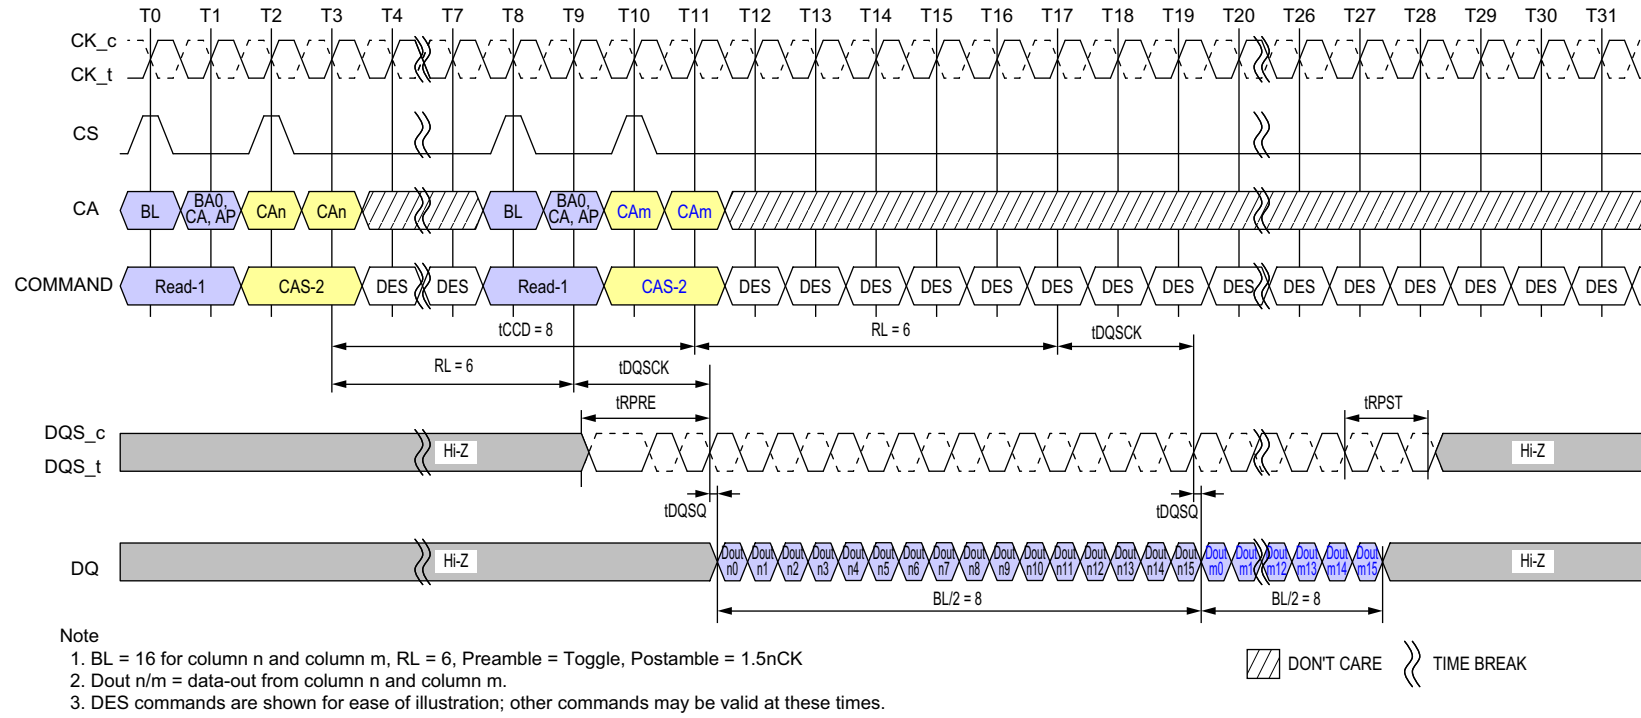 T0 T1 T2 T3 T4 T7 T8 T9 T10 T11 T12 T13 T14 T15 T16 T17 T18 T19 T20 T26 T27 T28 T29 T30 T31
CK_c
CK_t
CS
CA BL BA0, CA, AP CAn CAn BL BA0, CA, AP CAm CAm
COMMAND Read-1 CAS-2 DES DES Read-1 CAS-2 DES DES DES DES DES DES DES DES DES DES DES DES DES DES DES
tCCD = 8 RL = 6 tDQSCK
RL = 6 tDQSCK
tRPRE tRPST
DQS_c
DQS_t
Hi-Z Hi-Z
tDQSQ tDQSQ
DQ Hi-Z Dout n0 Dout n1 Dout n2 Dout n3 Dout n4 Dout n5 Dout n6 Dout n7 Dout n8 Dout n9 Dout n10 Dout n11 Dout n12 Dout n13 Dout n14 Dout n15 Dout m0 Dout m1 Dout m12 Dout m13 Dout m14 Dout m15 Hi-Z
BL/2 = 8 BL/2 = 8
Note
1. BL = 16 for column n and column m, RL = 6, Preamble = Toggle, Postamble = 1.5nCK
2. Dout n/m = data-out from column n and column m.
3. DES commands are shown for ease of illustration; other commands may be valid at these times.
DON'T CARE TIME BREAK